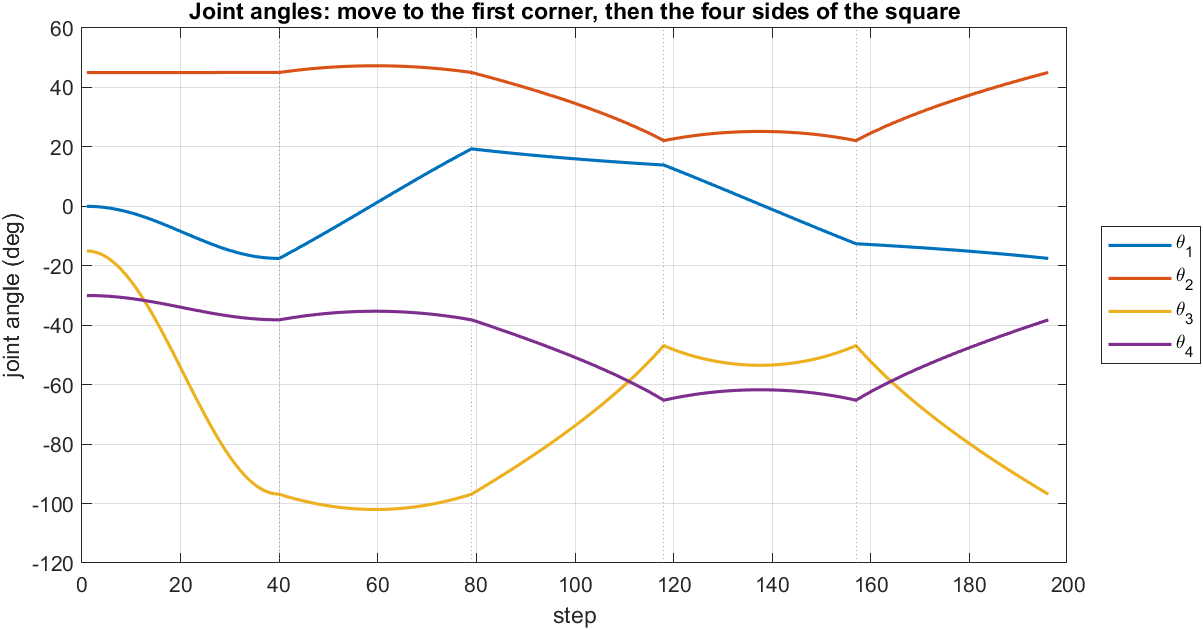 Joint angles: move to the first corner, then the four sides of the square
joint angle (deg)
60
40
20
0
-20
-40
-60
-80
-100
-120
0 20 40 60 80 100 120 140 160 180 200
step
θ1
θ2
θ3
θ4